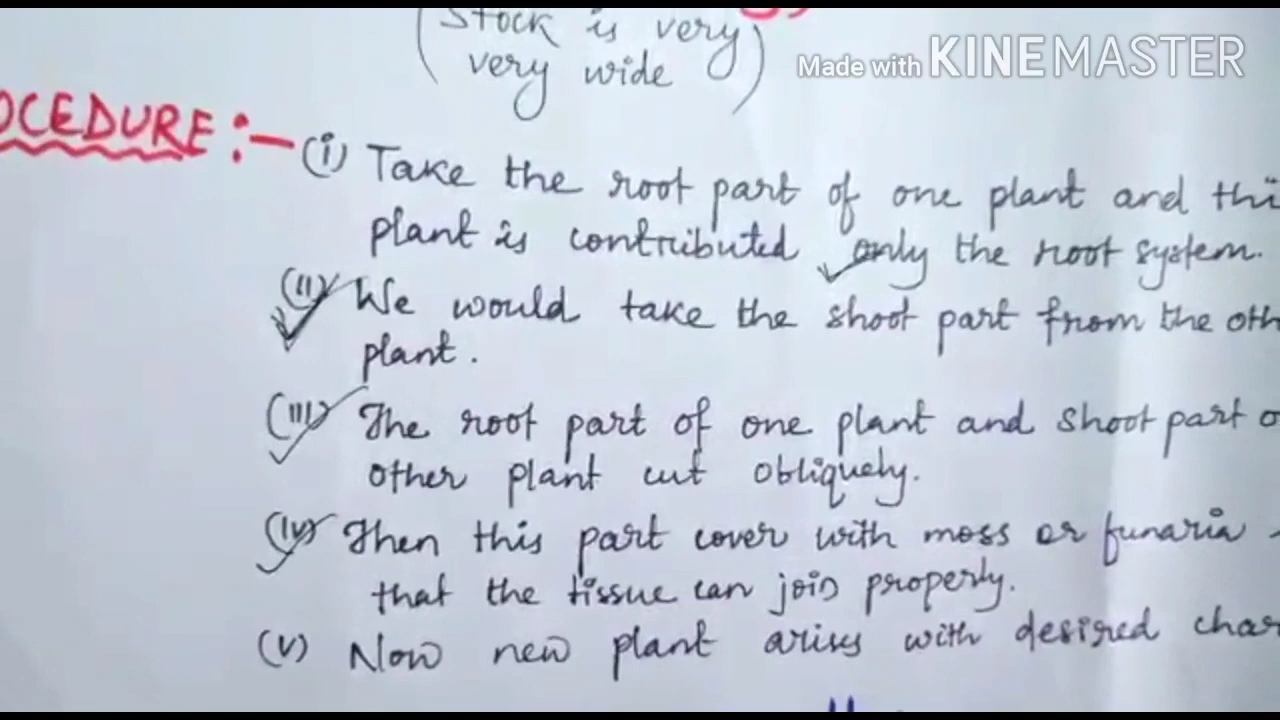 (Stock is very
very wide)
Made with KINEMASTER
OCEDURE :-
(i) Take the root part of one plant and thi
plant is contributed only the root system.
(ii) We would take the shoot part from the oth
plant.
(iii) The root part of one plant and shoot part o
other plant cut obliquely.
(iv) Then this part cover with moss or funaria
that the tissue can join properly.
(v) Now new plant arises with desired char